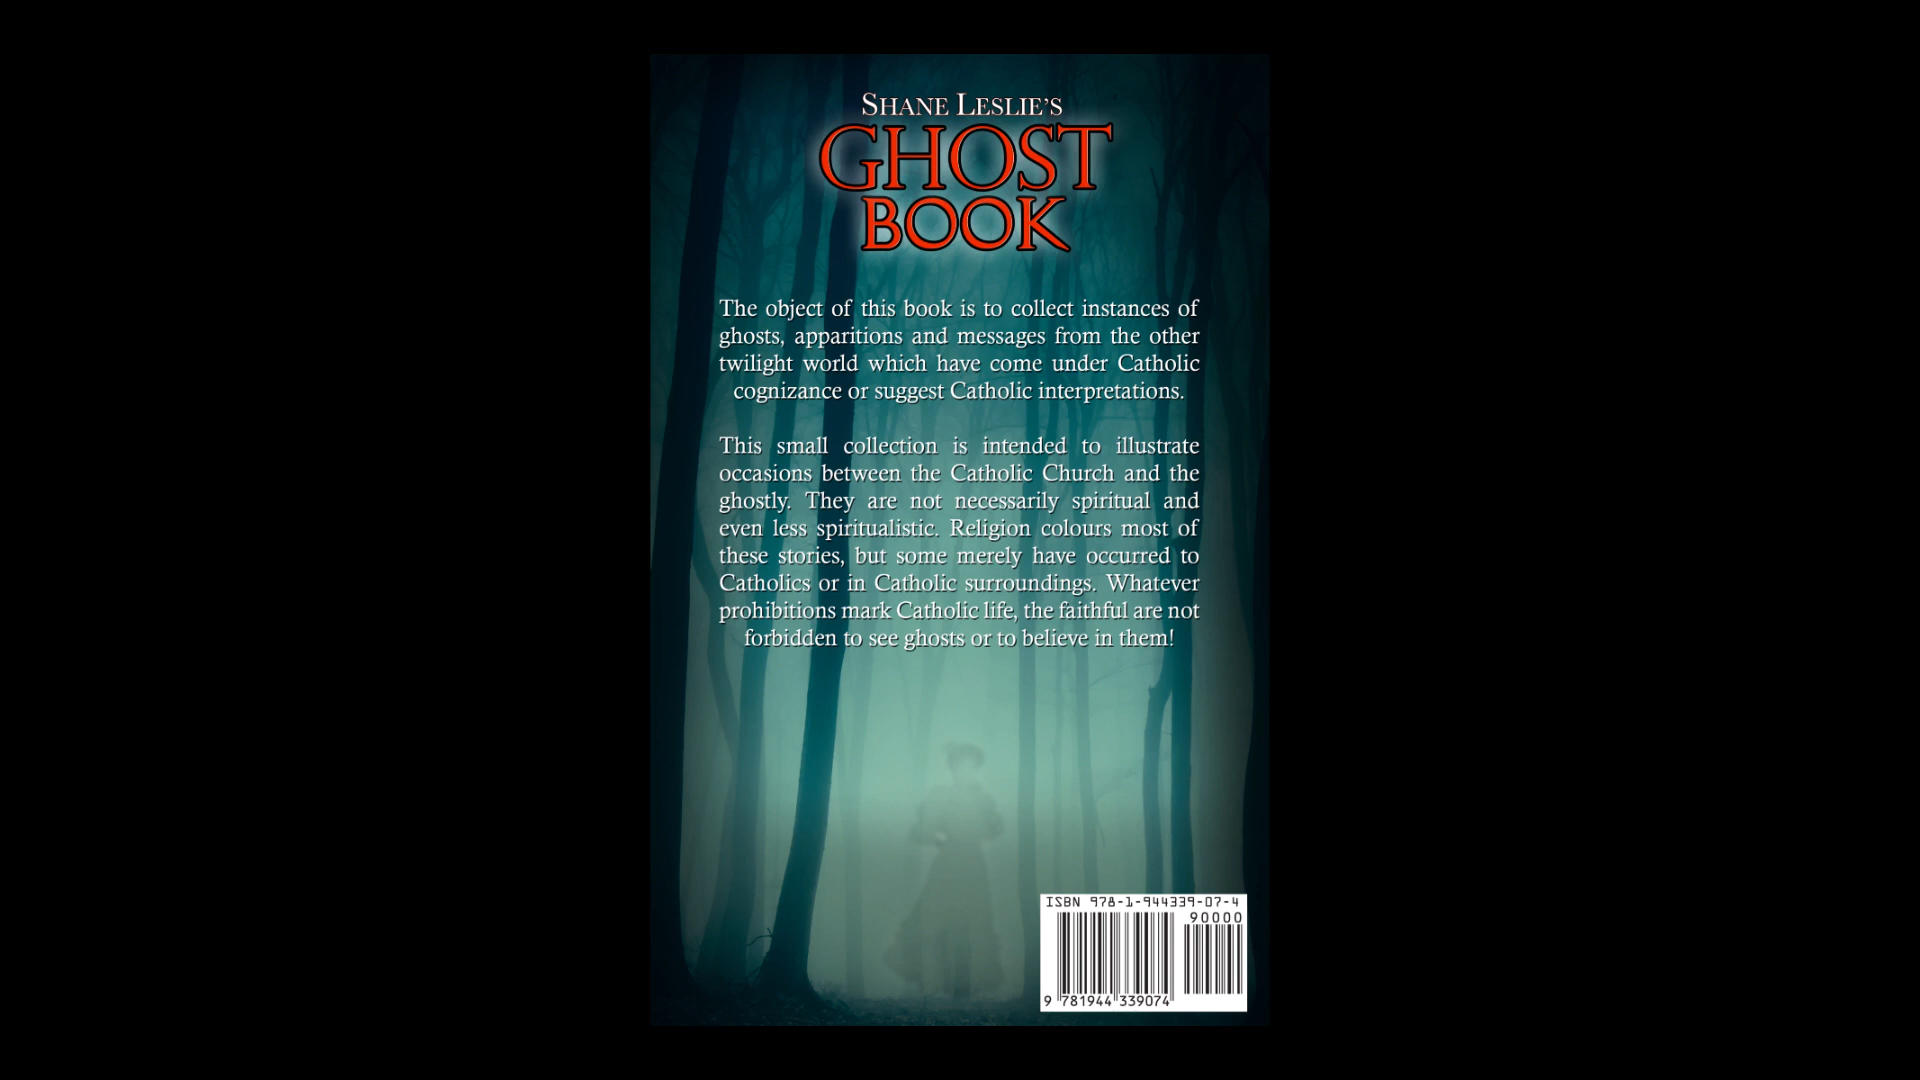 SHANE LESLIE'S
GHOST
BOOK
The object of this book is to collect instances of
ghosts, apparitions and messages from the other
twilight world which have come under Catholic
cognizance or suggest Catholic interpretations.
This small collection is intended to illustrate
occasions between the Catholic Church and the
ghostly. They are not necessarily spiritual and
even less spiritualistic. Religion colours most of
these stories, but some merely have occurred to
Catholics or in Catholic surroundings. Whatever
prohibitions mark Catholic life, the faithful are not
forbidden to see ghosts or to believe in them!
ISBN 978-1-944339-07-4
90000
9 781944 339074